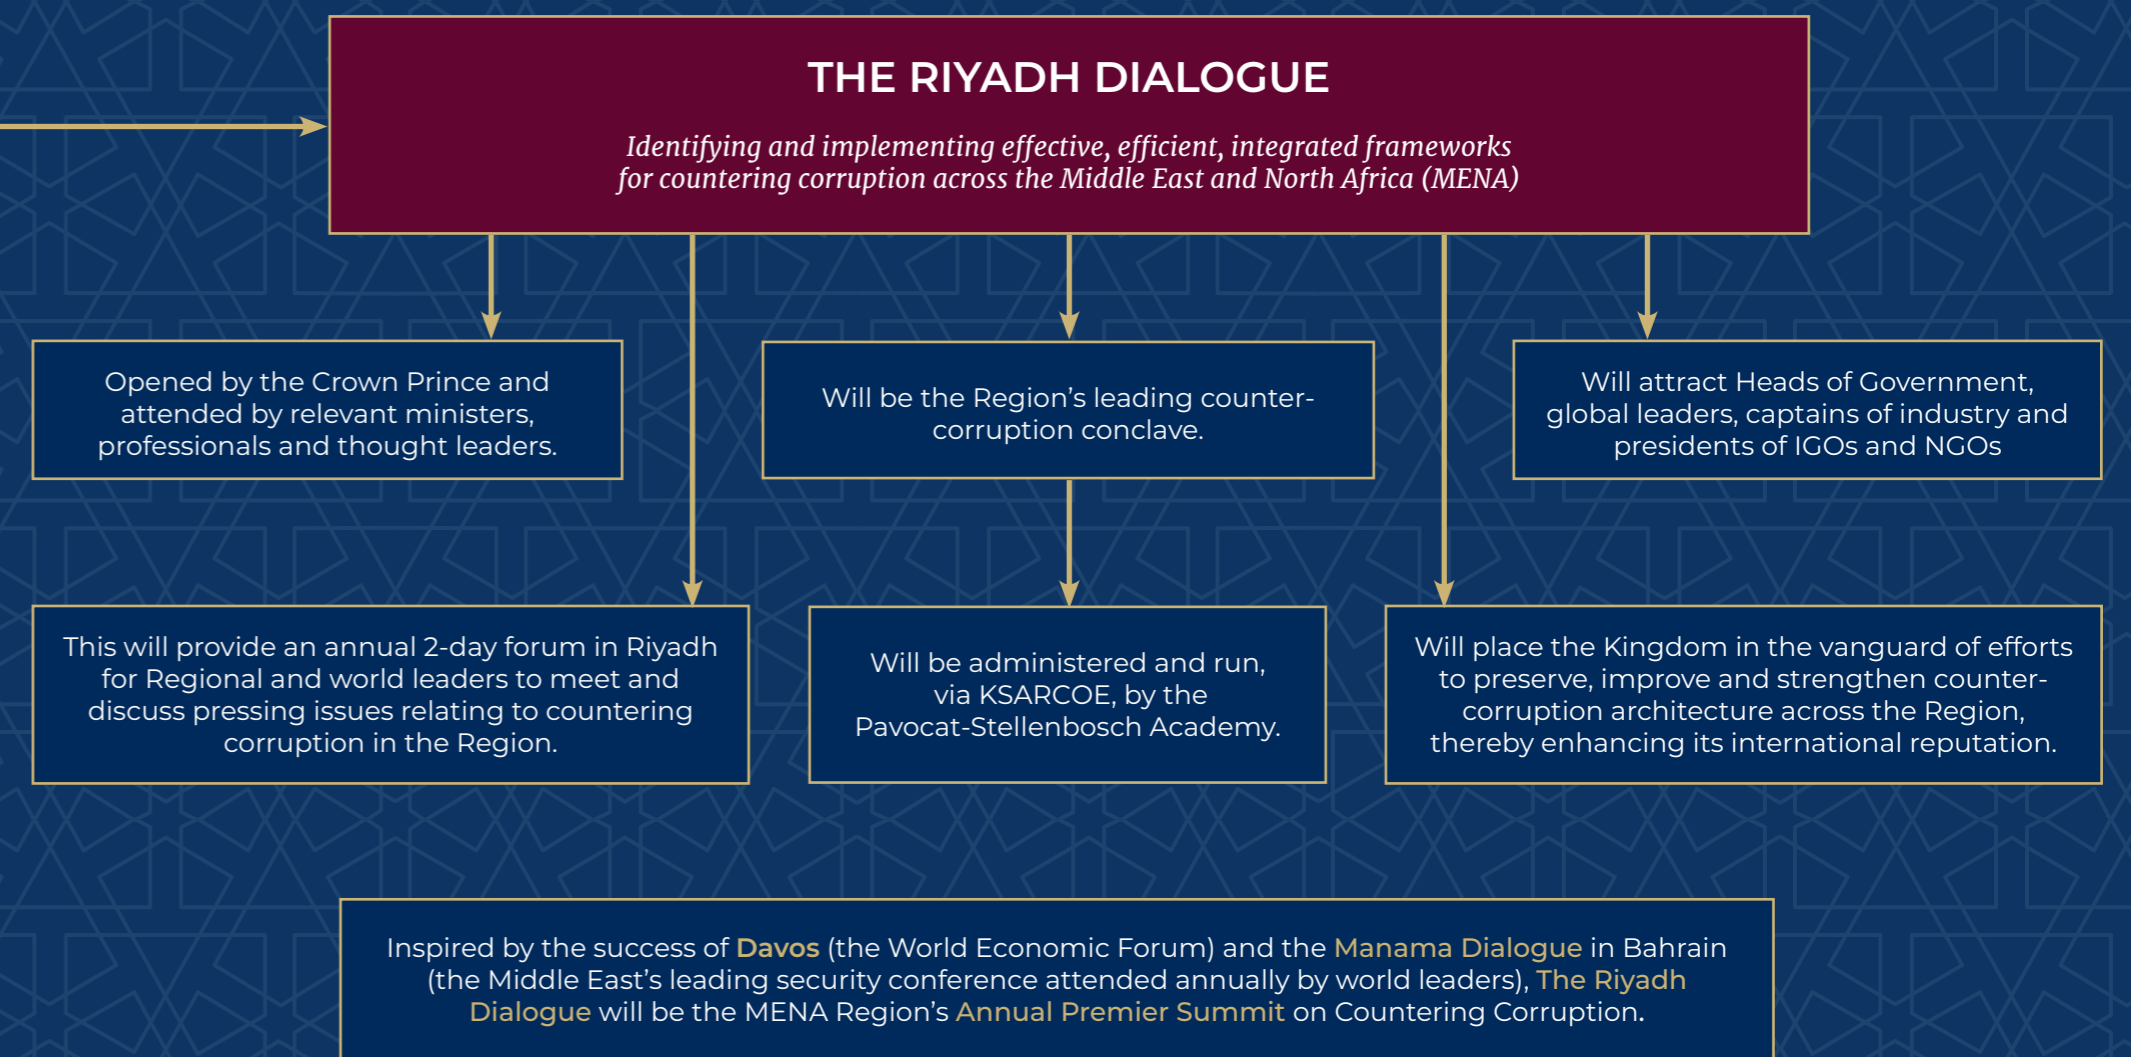 THE RIYADH DIALOGUE
Identifying and implementing effective, efficient, integrated frameworks
for countering corruption across the Middle East and North Africa (MENA)
Opened by the Crown Prince and
attended by relevant ministers,
professionals and thought leaders.
Will be the Region’s leading counter-
corruption conclave.
Will attract Heads of Government,
global leaders, captains of industry and
presidents of IGOs and NGOs
This will provide an annual 2-day forum in Riyadh
for Regional and world leaders to meet and
discuss pressing issues relating to countering
corruption in the Region.
Will be administered and run,
via KSARCOE, by the
Pavocat-Stellenbosch Academy.
Will place the Kingdom in the vanguard of efforts
to preserve, improve and strengthen counter-
corruption architecture across the Region,
thereby enhancing its international reputation.
Inspired by the success of Davos (the World Economic Forum) and the Manama Dialogue in Bahrain
(the Middle East’s leading security conference attended annually by world leaders), The Riyadh
Dialogue will be the MENA Region’s Annual Premier Summit on Countering Corruption.